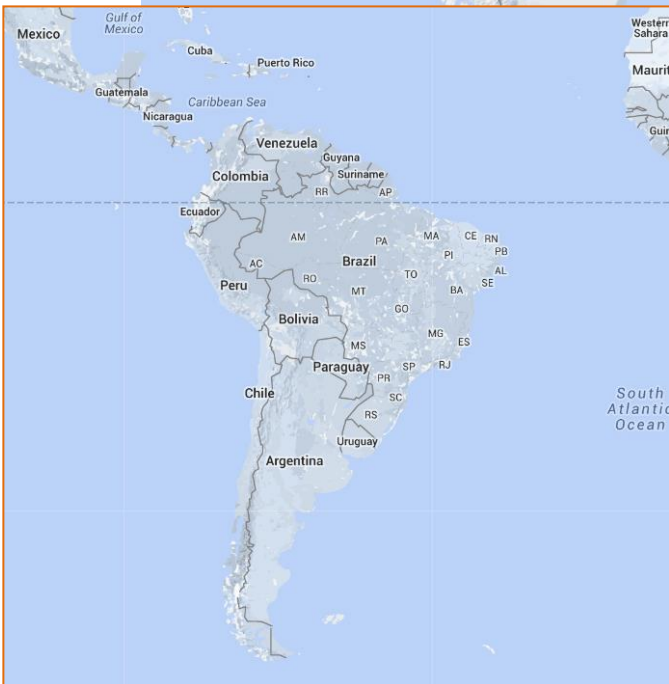 Gulf of
Mexico
Mexico
Western
Sahara
Cuba
Puerto Rico
Guatemala
Caribbean Sea
Nicaragua
Venezuela
Guyana
Suriname
Colombia
RR
AP
Ecuador
AM
PA
MA
CE
RN
PB
PI
Brazil
AC
RO
TO
AL
SE
Peru
MT
BA
GO
Bolivia
MG
ES
MS
SP
RJ
Paraguay
PR
Chile
SC
RS
South
Atlantic
Ocean
Uruguay
Argentina